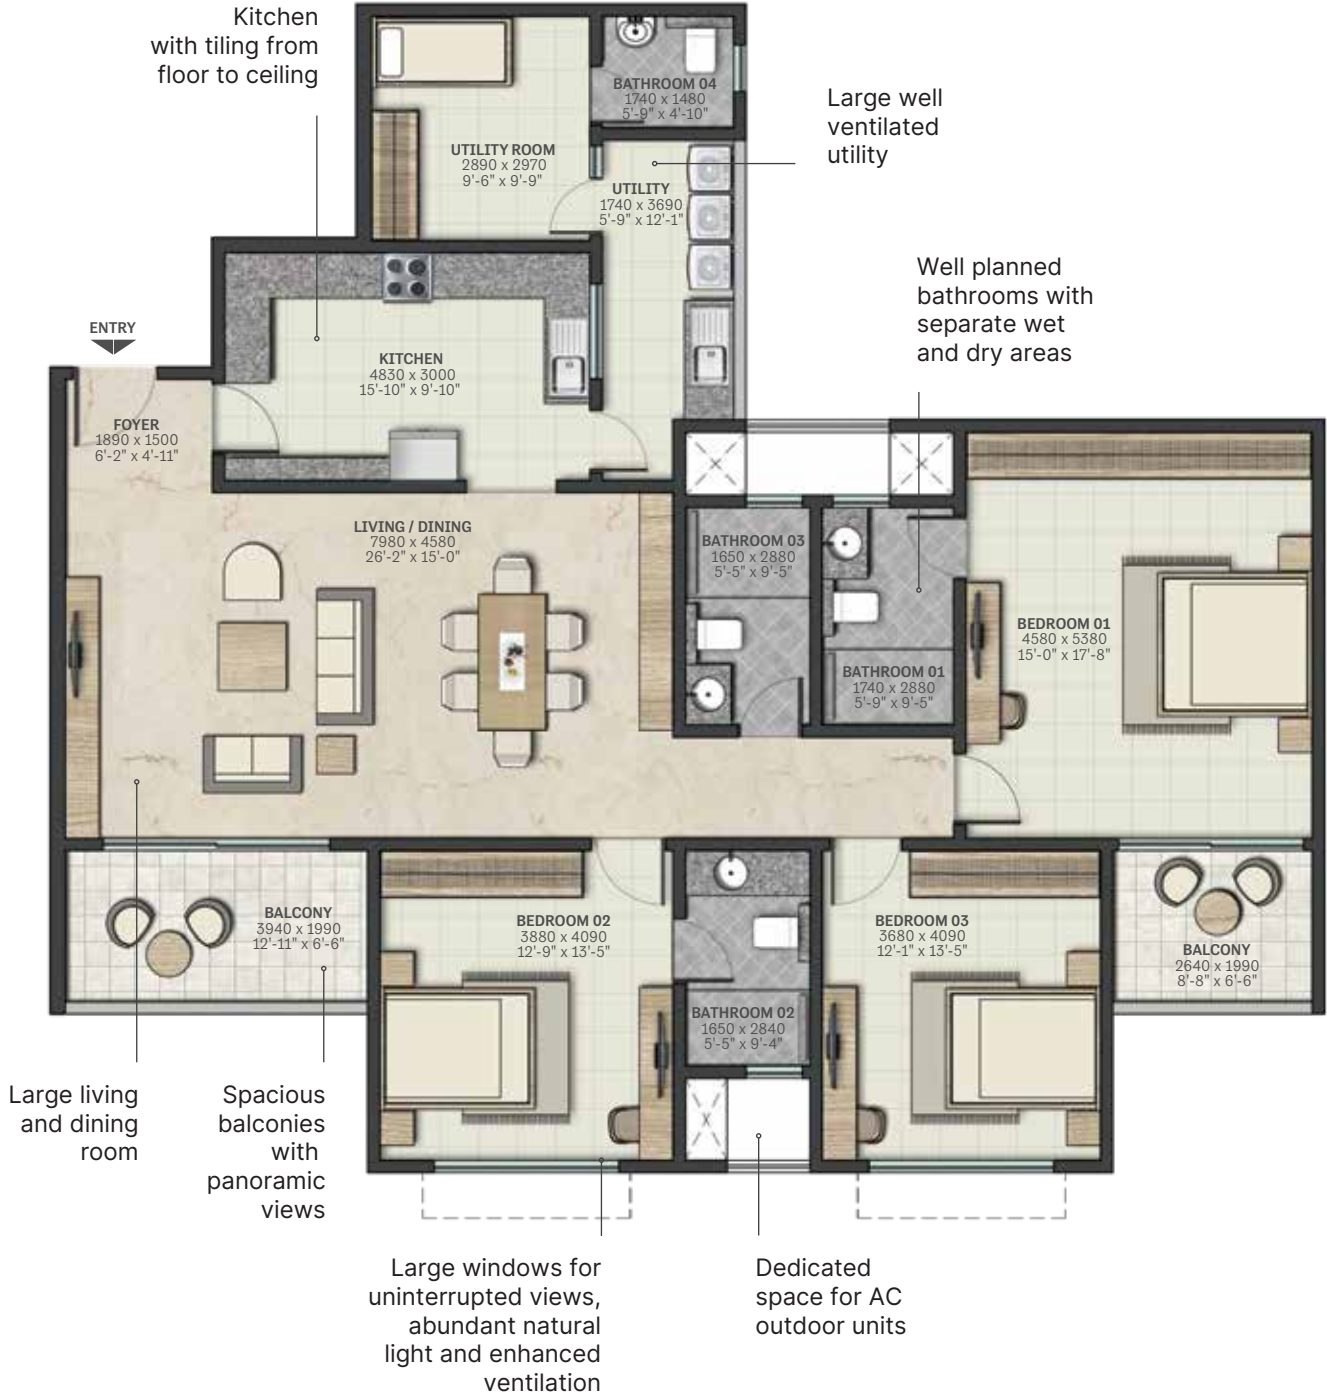 Kitchen
with tiling from
floor to ceiling
BATHROOM 04
1740 x 1480
5'-9" x 4'-10"
Large well
ventilated
utility
UTILITY ROOM
2890 x 2970
9'-6" x 9'-9"
UTILITY
1740 x 3690
5'-9" x 12'-1"
Well planned
bathrooms with
separate wet
and dry areas
ENTRY
KITCHEN
4830 x 3000
15'-10" x 9'-10"
FOYER
1890 x 1500
6'-2" x 4'-11"
LIVING / DINING
7980 x 4580
26'-2" x 15'-0"
BATHROOM 03
1650 x 2880
5'-5" x 9'-5"
BATHROOM 01
1740 x 2880
5'-9" x 9'-5"
BEDROOM 01
4580 x 5380
15'-0" x 17'-8"
BALCONY
3940 x 1990
12'-11" x 6'-6"
BEDROOM 02
3880 x 4090
12'-9" x 13'-5"
BATHROOM 02
1650 x 2840
5'-5" x 9'-4"
BEDROOM 03
3680 x 4090
12'-1" x 13'-5"
BALCONY
2640 x 1990
8'-8" x 6'-6"
Large living
and dining
room
Spacious
balconies
with
panoramic
views
Large windows for
uninterrupted views,
abundant natural
light and enhanced
ventilation
Dedicated
space for AC
outdoor units